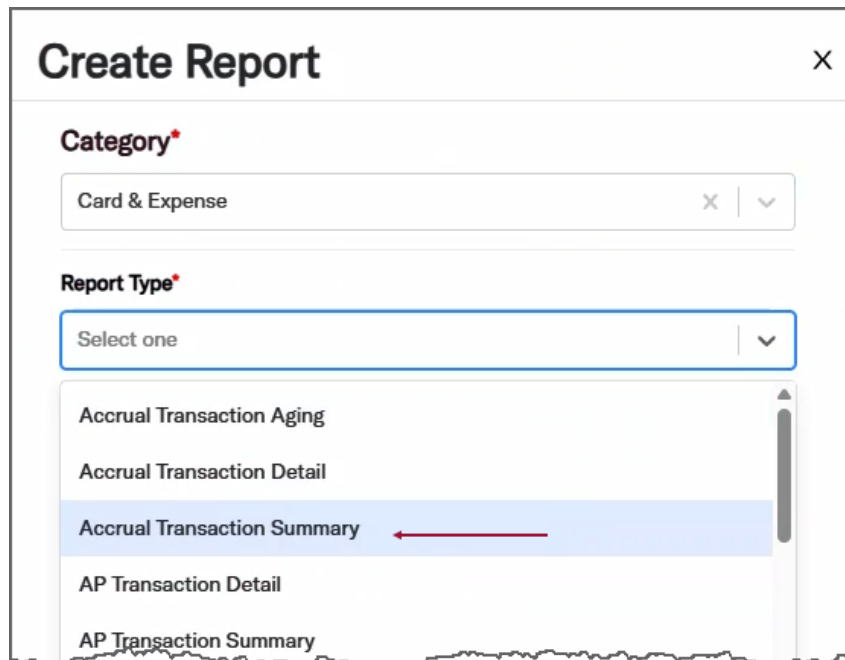 Create Report
Category*
Card & Expense
Report Type*
Select one
Accrual Transaction Aging
Accrual Transaction Detail
Accrual Transaction Summary
AP Transaction Detail
AP Transaction Summary